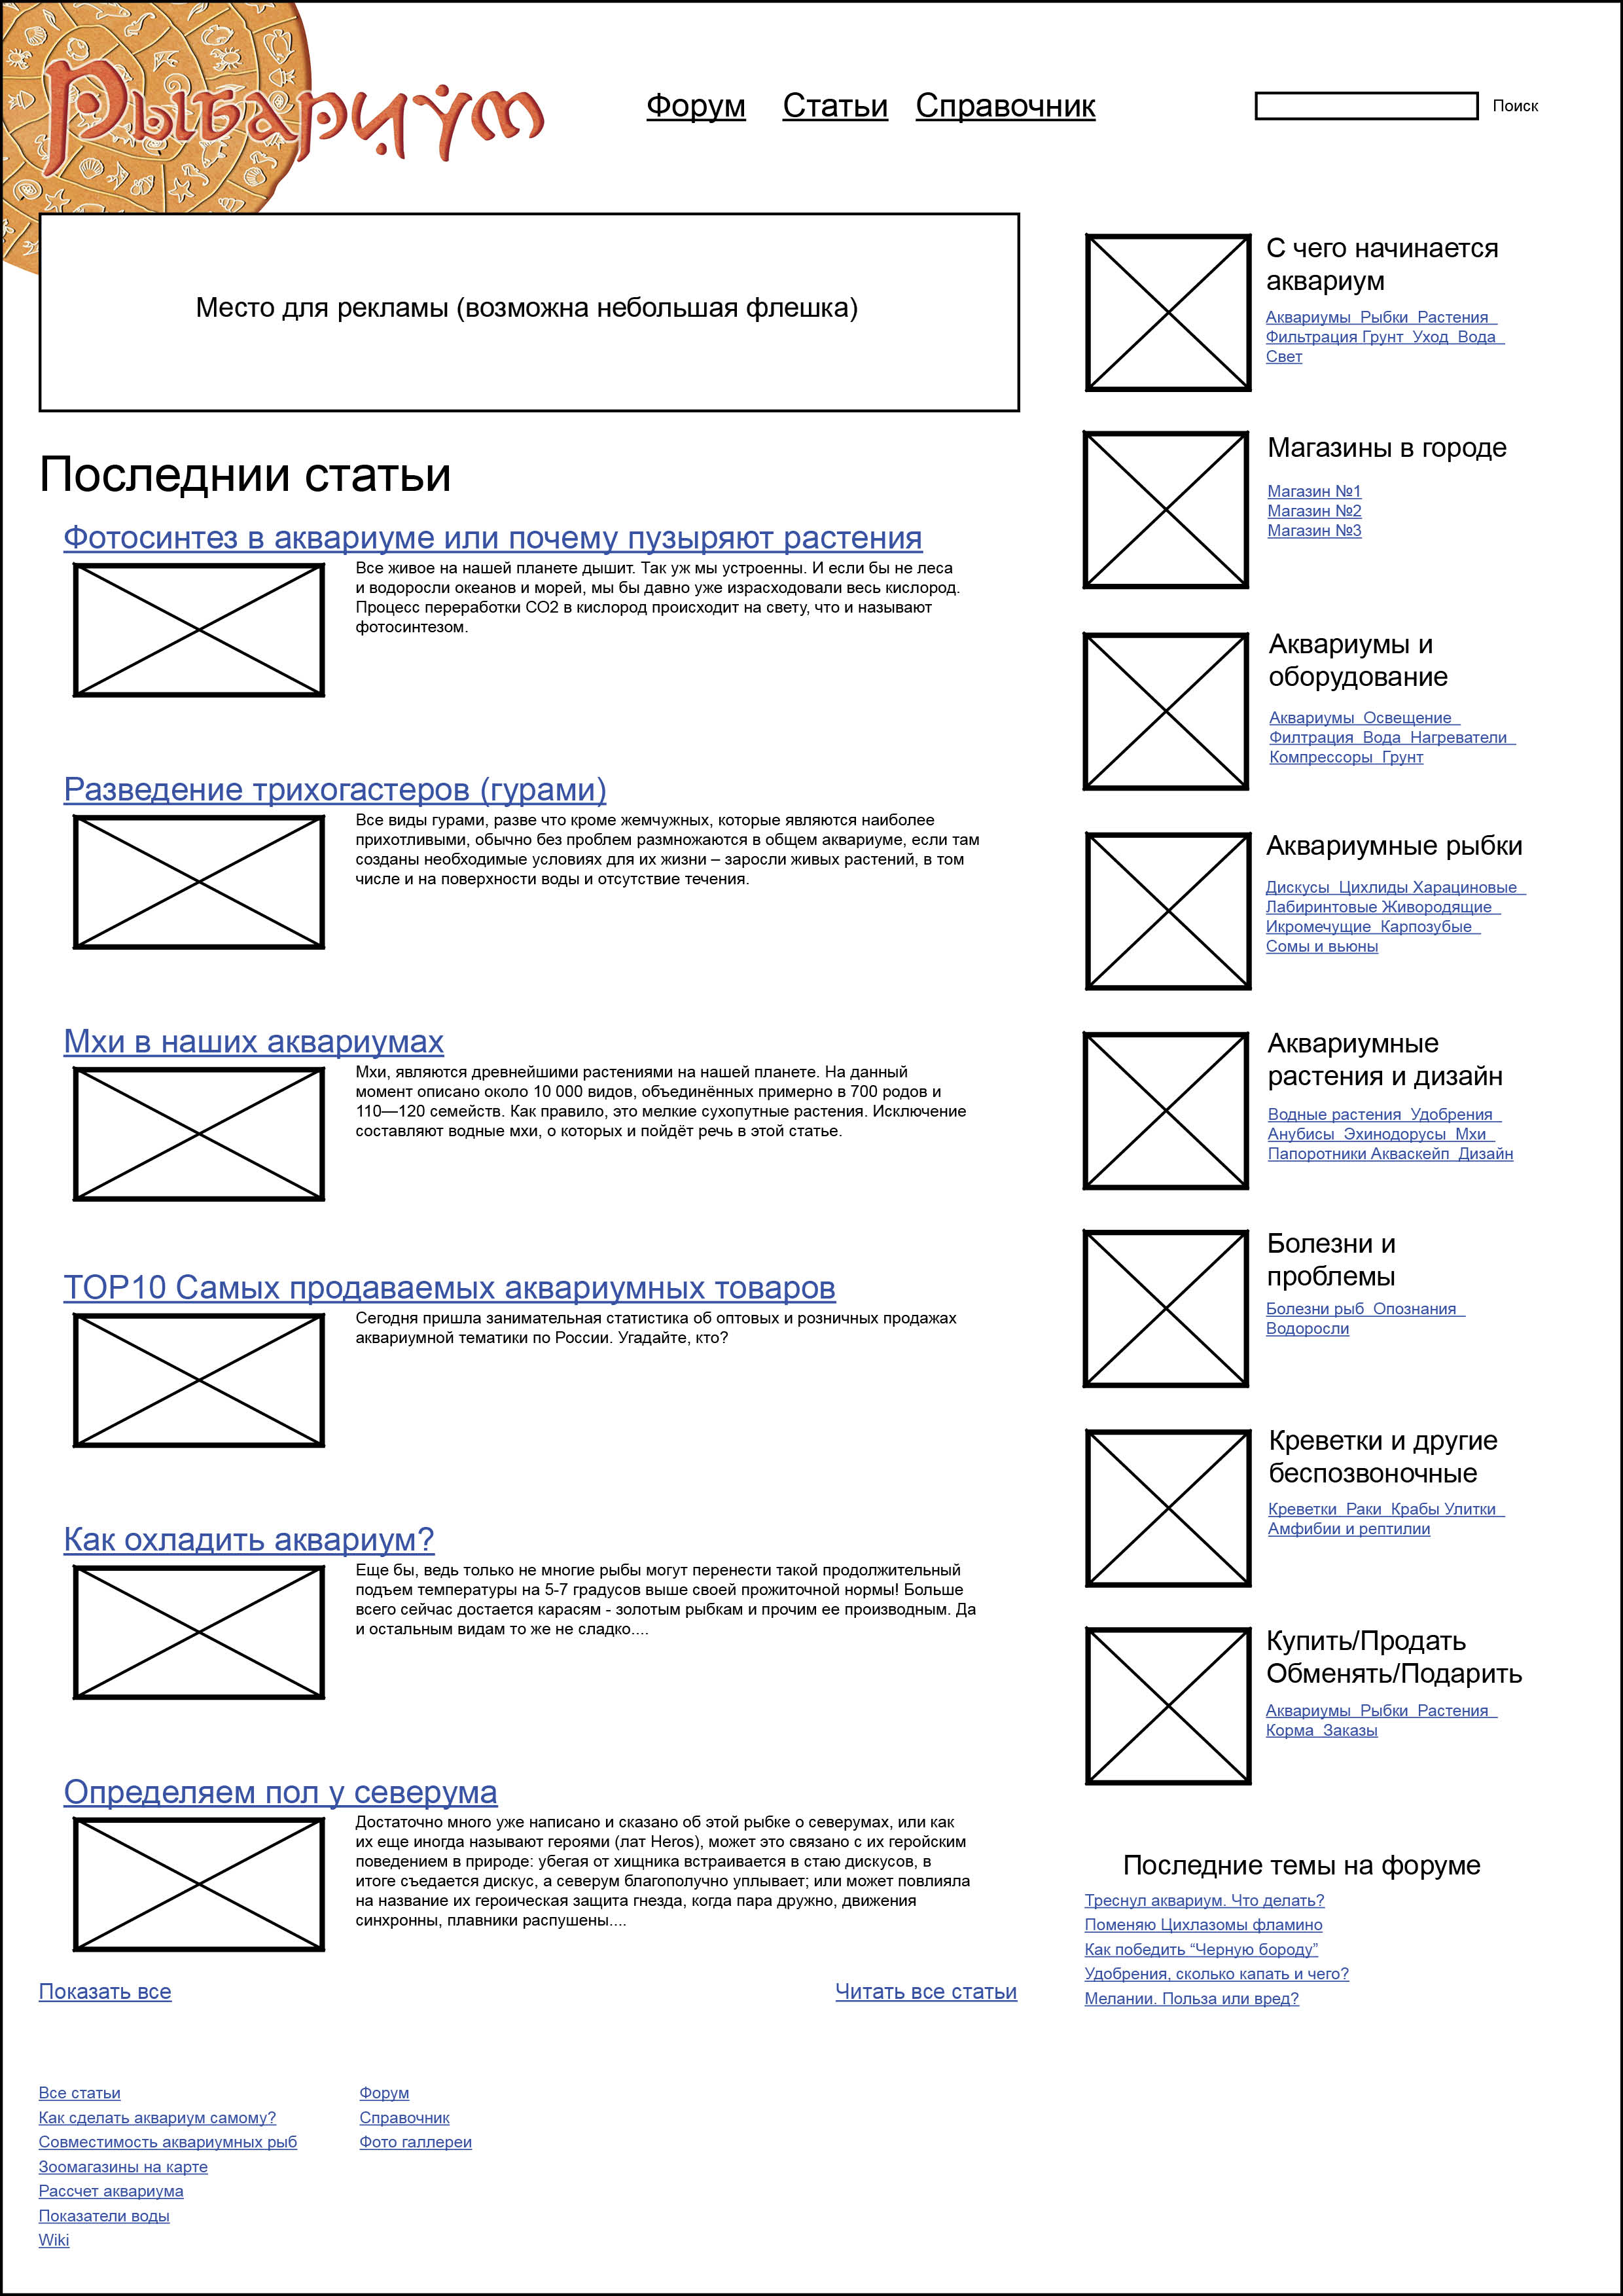 Рыбариум
Форум Статьи Справочник
Поиск
Место для рекламы (возможна небольшая флешка)
Последнии статьи
Фотосинтез в аквариуме или почему пузыряют растения
Все живое на нашей планете дышит. Так уж мы устроенны. И если бы не леса
и водоросли океанов и морей, мы бы давно уже израсходовали весь кислород.
Процесс переработки СО2 в кислород происходит на свету, что и называют
фотосинтезом.
Разведение трихогастеров (гурами)
Все виды гурами, разве что кроме жемчужных, которые являются наиболее
прихотливыми, обычно без проблем размножаются в общем аквариуме, если там
созданы необходимые условиях для их жизни – заросли живых растений, в том
числе и на поверхности воды и отсутствие течения.
Мхи в наших аквариумах
Мхи, являются древнейшими растениями на нашей планете. На данный
момент описано около 10 000 видов, объединённых примерно в 700 родов и
110—120 семейств. Как правило, это мелкие сухопутные растения. Исключение
составляют водные мхи, о которых и пойдёт речь в этой статье.
TOP10 Самых продаваемых аквариумных товаров
Сегодня пришла занимательная статистика об оптовых и розничных продажах
аквариумной тематики по России. Угадайте, кто?
Как охладить аквариум?
Еще бы, ведь только не многие рыбы могут перенести такой продолжительный
подъем температуры на 5-7 градусов выше своей прожиточной нормы! Больше
всего сейчас достается карасям - золотым рыбкам и прочим ее производным. Да
и остальным видам то же не сладко....
Определяем пол у северума
Достаточно много уже написано и сказано об этой рыбке о северумах, или как
их еще иногда называют героями (лат Heros), может это связано с их геройским
поведением в природе: убегая от хищника встраивается в стаю дискусов, в
итоге съедается дискус, а северум благополучно уплывает; или может повлияла
на название их героическая защита гнезда, когда пара дружно, движения
синхронны, плавники распушены....
Показать все
Читать все статьи
С чего начинается
аквариум
Аквариумы Рыбки Растения
Фильтрация Грунт Уход Вода
Свет
Магазины в городе
Магазин №1
Магазин №2
Магазин №3
Аквариумы и
оборудование
Аквариумы Освещение
Филтрация Вода Нагреватели
Компрессоры Грунт
Аквариумные рыбки
Дискусы Цихлиды Харациновые
Лабиринтовые Живородящие
Икромечущие Карпозубые
Сомы и вьюны
Аквариумные
растения и дизайн
Водные растения Удобрения
Анубисы Эхинодорусы Мхи
Папоротники Акваскейп Дизайн
Болезни и
проблемы
Болезни рыб Опознания
Водоросли
Креветки и другие
беспозвоночные
Креветки Раки Крабы Улитки
Амфибии и рептилии
Купить/Продать
Обменять/Подарить
Аквариумы Рыбки Растения
Корма Заказы
Последние темы на форуме
Треснул аквариум. Что делать?
Поменяю Цихлазомы фламино
Как победить “Черную бороду”
Удобрения, сколько капать и чего?
Мелании. Польза или вред?
Все статьи
Как сделать аквариум самому?
Совместимость аквариумных рыб
Зоомагазины на карте
Рассчет аквариума
Показатели воды
Wiki
Форум
Справочник
Фото галлереи